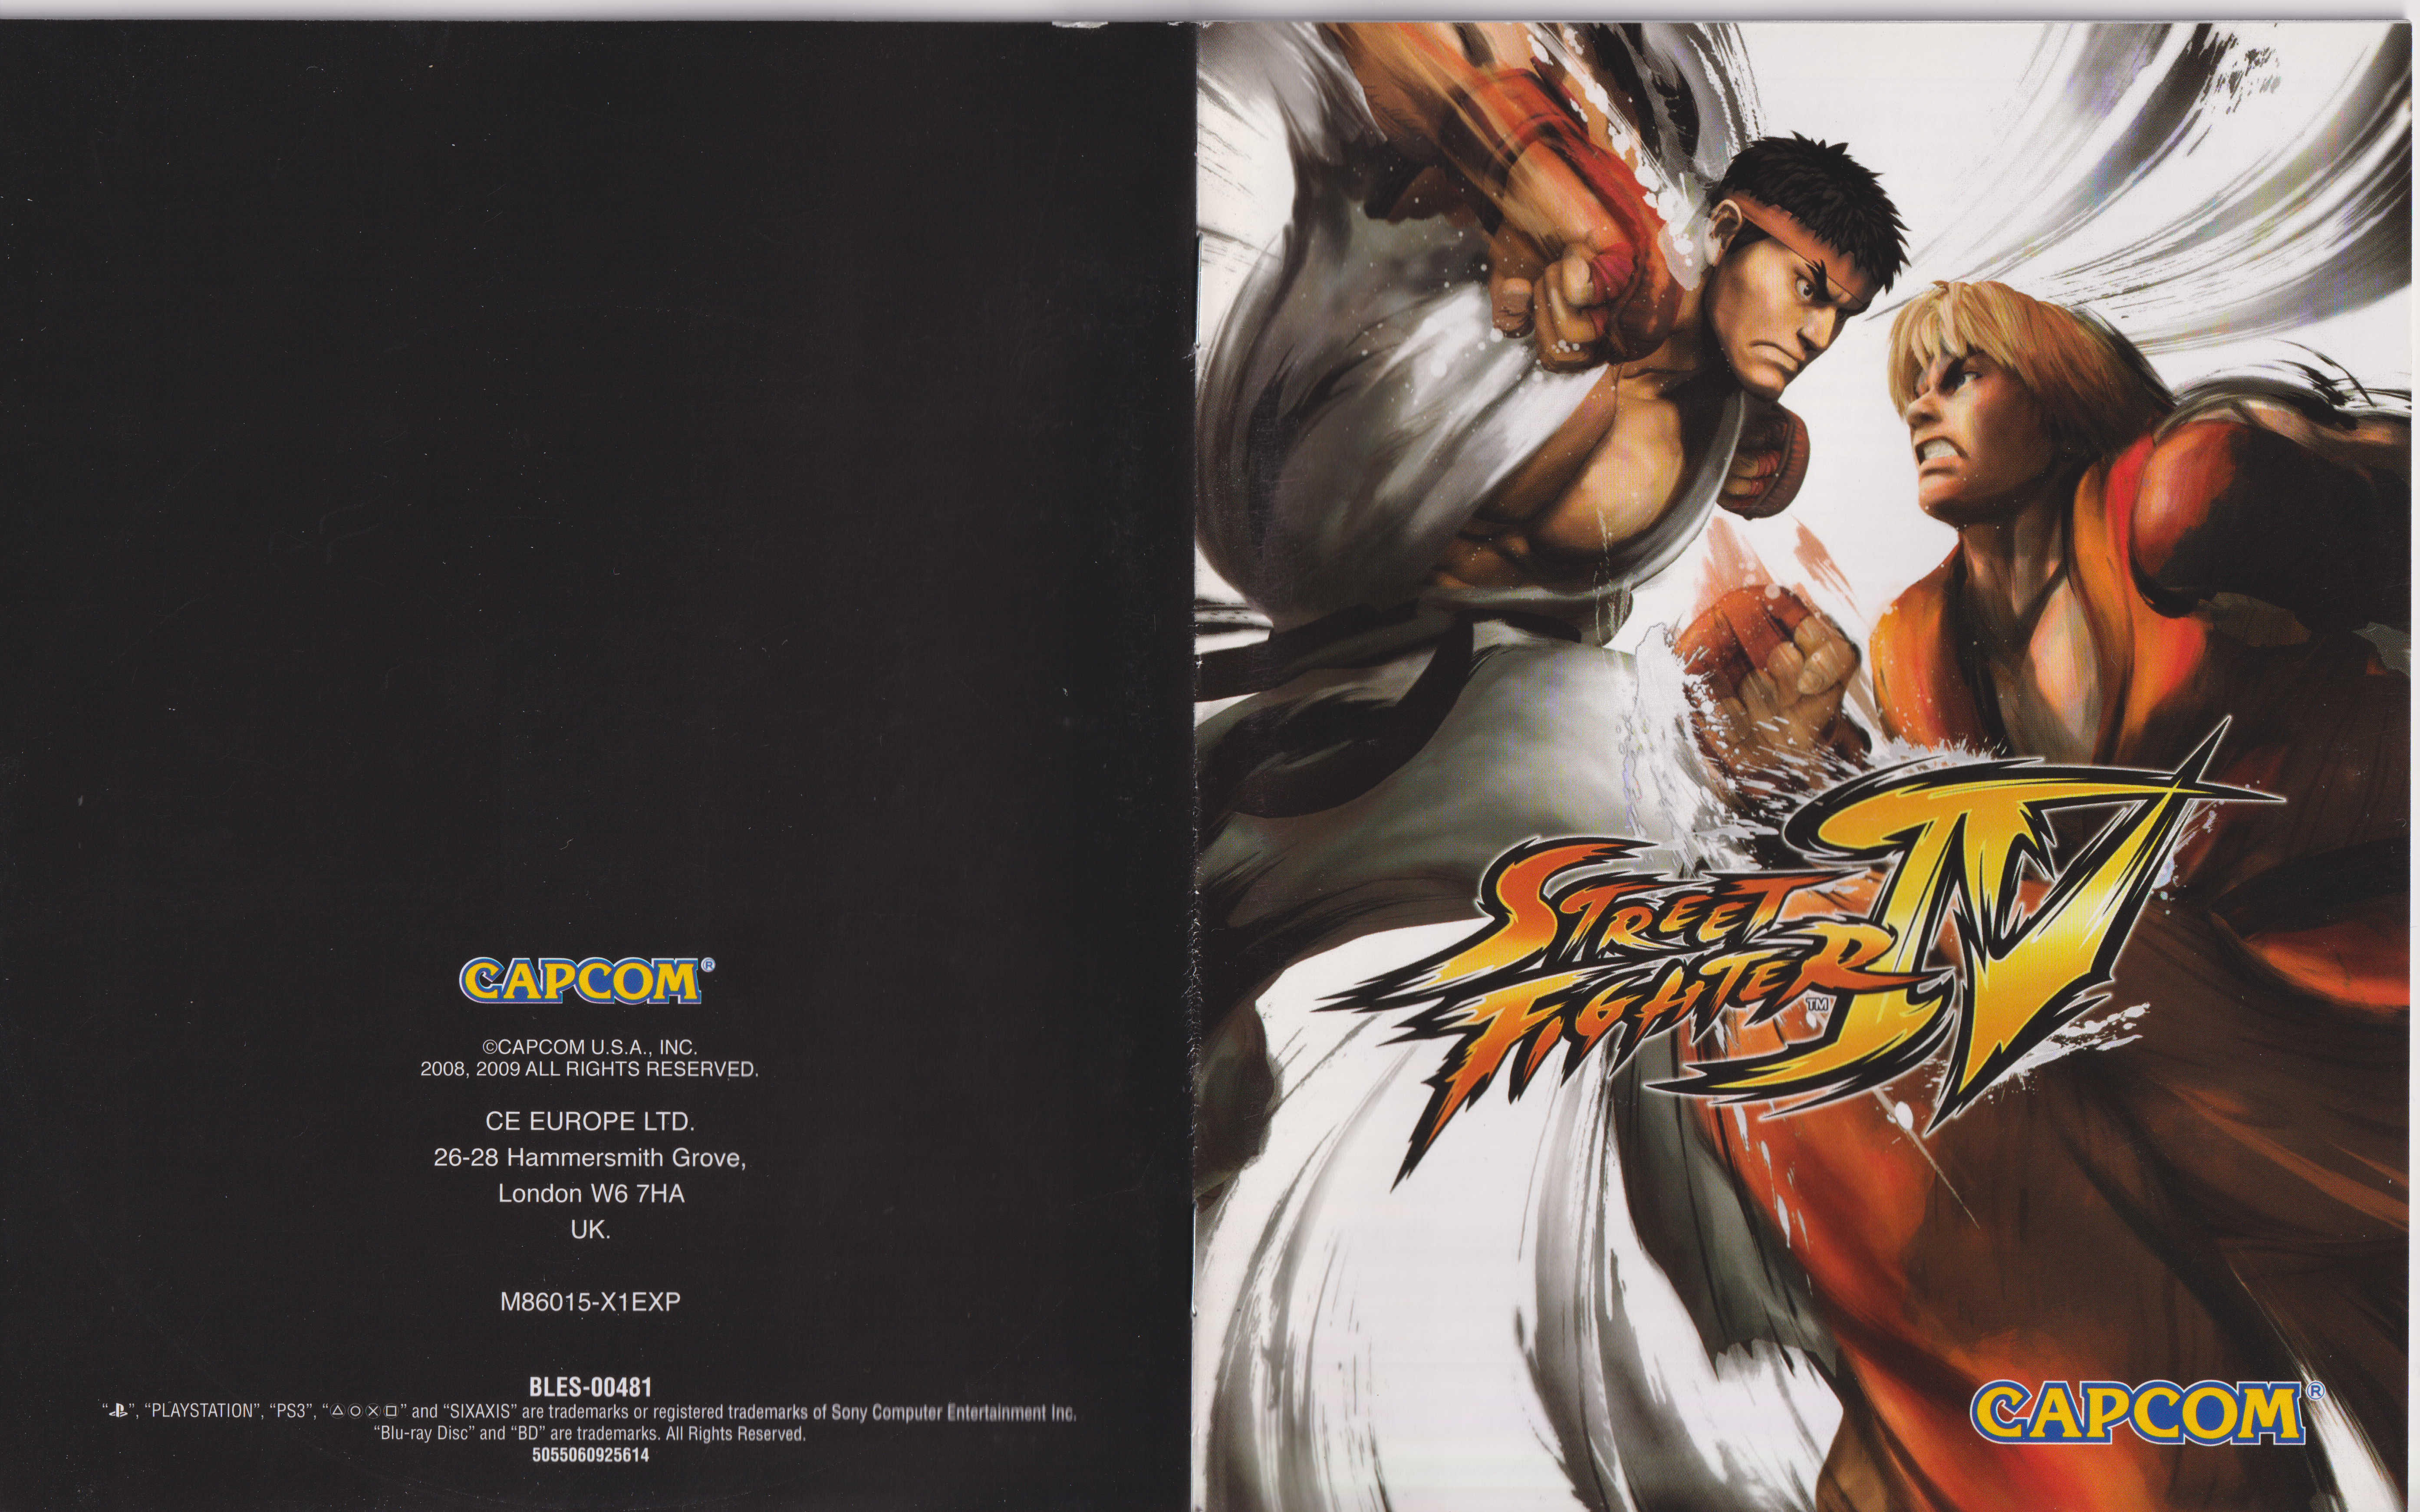 CAPCOM®
©CAPCOM U.S.A., INC.
2008, 2009 ALL RIGHTS RESERVED.
CE EUROPE LTD.
26-28 Hammersmith Grove,
London W6 7HA
UK.
M86015-X1EXP
BLES-00481
“ ”, “PLAYSTATION”, “PS3”, “△○×□” and “SIXAXIS” are trademarks or registered trademarks of Sony Computer Entertainment Inc.
“Blu-ray Disc” and “BD” are trademarks. All Rights Reserved.
5055060925614
STREET
FIGHTER IV
TM
CAPCOM®